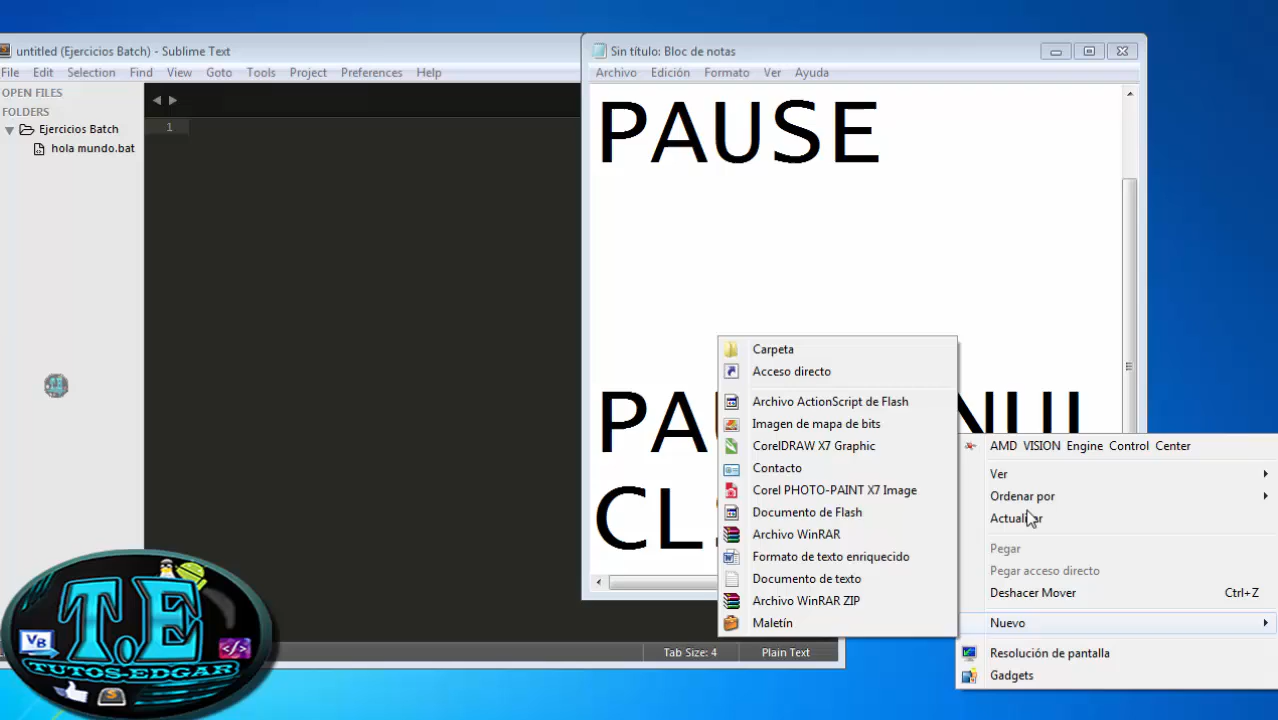 untitled (Ejercicios Batch) - Sublime Text
File Edit Selection Find View Goto Tools Project Preferences Help
OPEN FILES
FOLDERS
Ejercicios Batch
hola mundo.bat
1
Tab Size: 4 Plain Text
Sin título: Bloc de notas
Archivo Edición Formato Ver Ayuda
PAUSE
Carpeta
Acceso directo
Archivo ActionScript de Flash
Imagen de mapa de bits
CorelDRAW X7 Graphic
Contacto
Corel PHOTO-PAINT X7 Image
Documento de Flash
Archivo WinRAR
Formato de texto enriquecido
Documento de texto
Archivo WinRAR ZIP
Maletín
AMD VISION Engine Control Center
Ver
Ordenar por
Actualizar
Pegar
Pegar acceso directo
Deshacer Mover Ctrl+Z
Nuevo
Resolución de pantalla
Gadgets
T.E
VB
</>
TUTOS-EDGAR